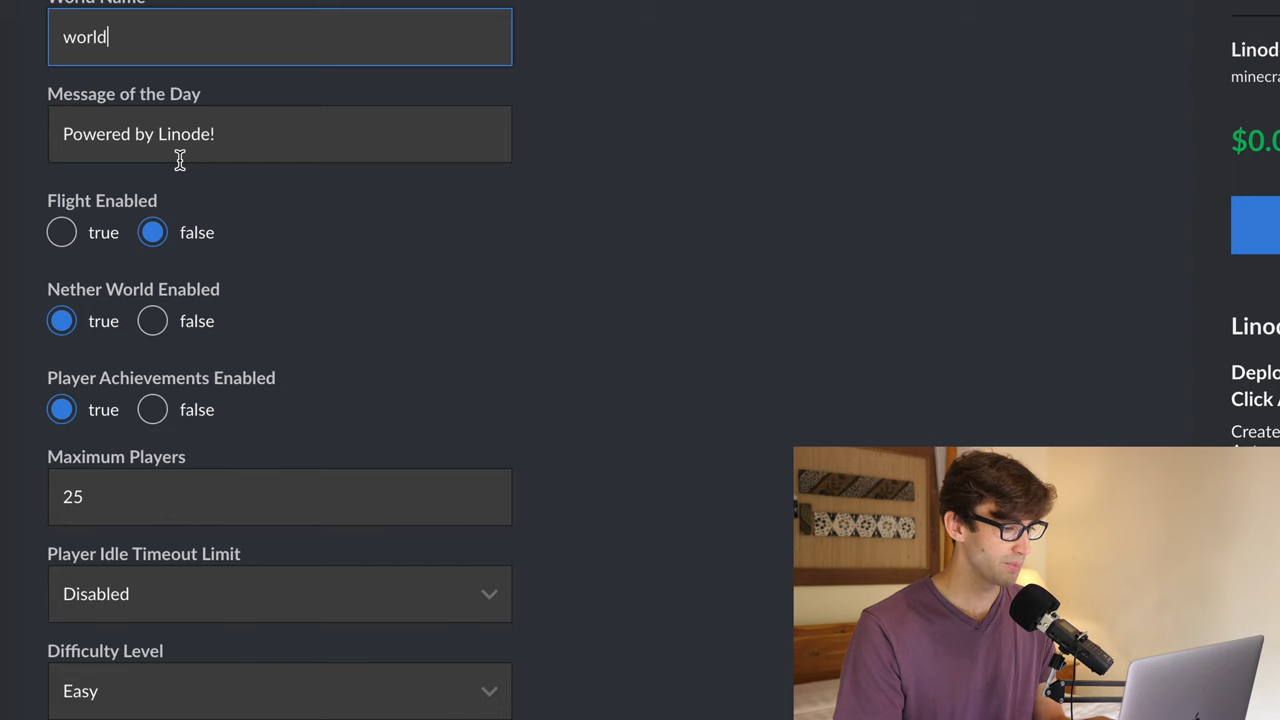 World Name
world
Message of the Day
Powered by Linode!
Flight Enabled
true false
Nether World Enabled
true false
Player Achievements Enabled
true false
Maximum Players
25
Player Idle Timeout Limit
Disabled
Difficulty Level
Easy
Linod
minecra
$0.0
Lino
Deplo
Click
Create